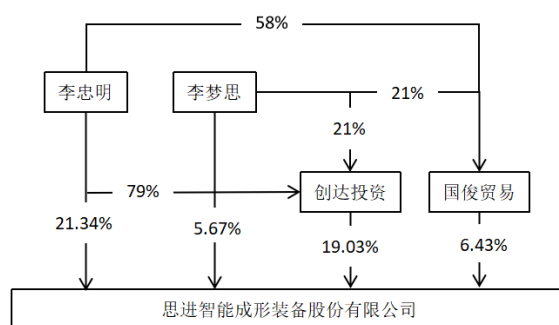 58%
李忠明
李梦思
21%
21%
79%
创达投资
国俊贸易
21.34%
5.67%
19.03%
6.43%
思进智能成形装备股份有限公司